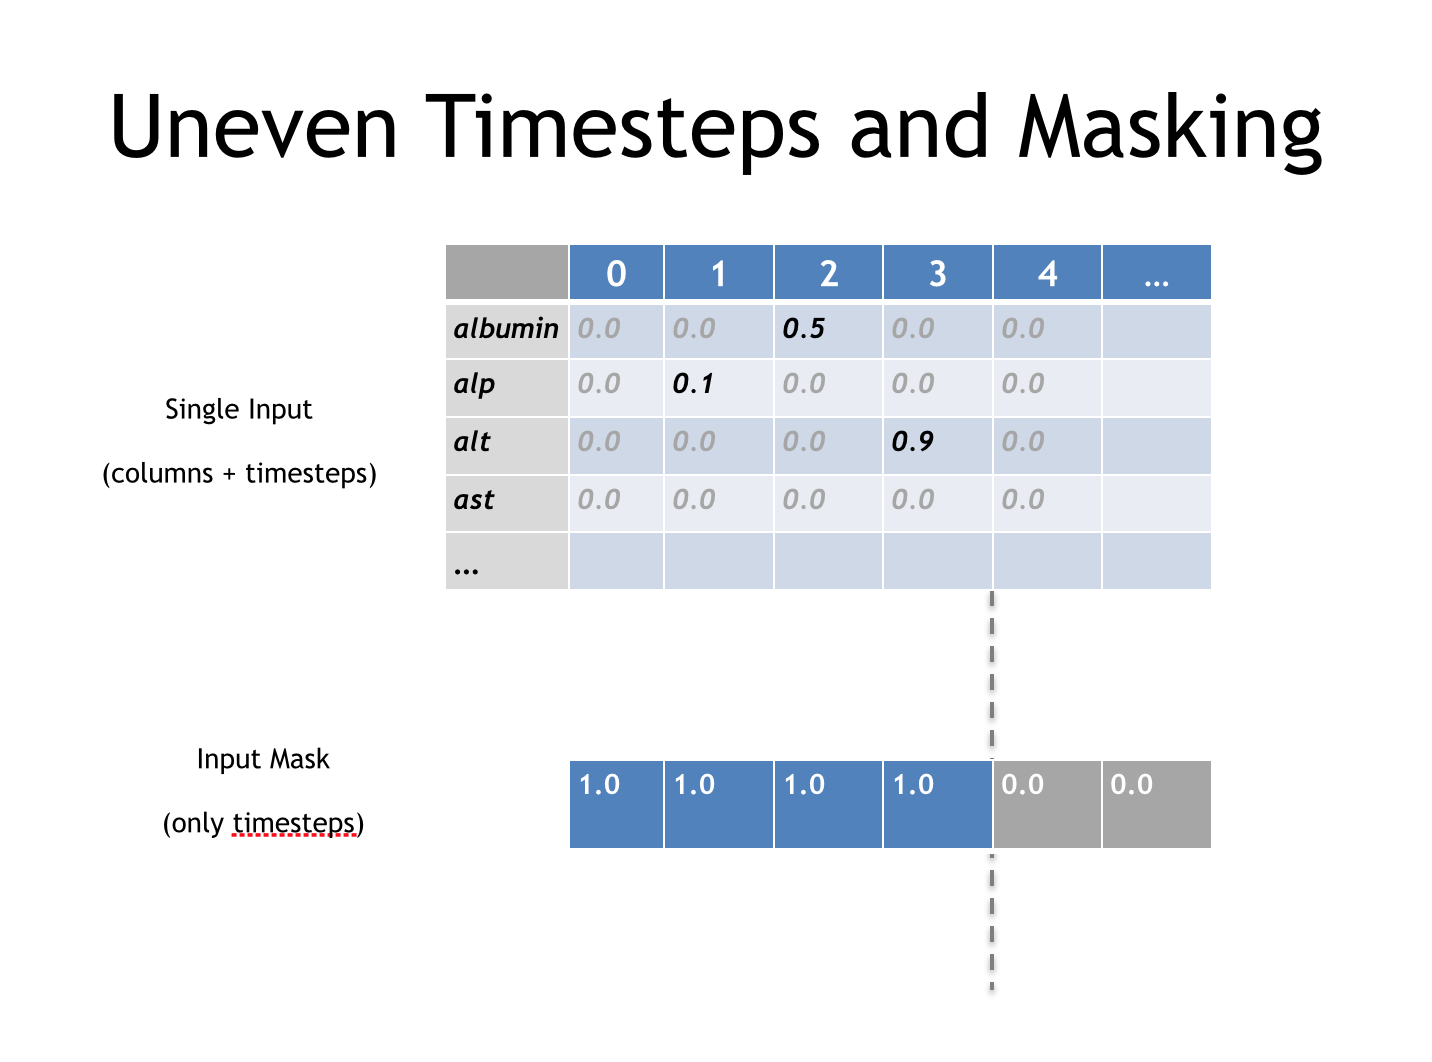 Uneven Timesteps and Masking
0 1 2 3 4 ...
albumin 0.0 0.0 0.5 0.0 0.0
alp 0.0 0.1 0.0 0.0 0.0
Single Input
alt 0.0 0.0 0.0 0.9 0.0
(columns + timesteps)
ast 0.0 0.0 0.0 0.0 0.0
...
Input Mask
1.0 1.0 1.0 1.0 0.0 0.0
(only timesteps)